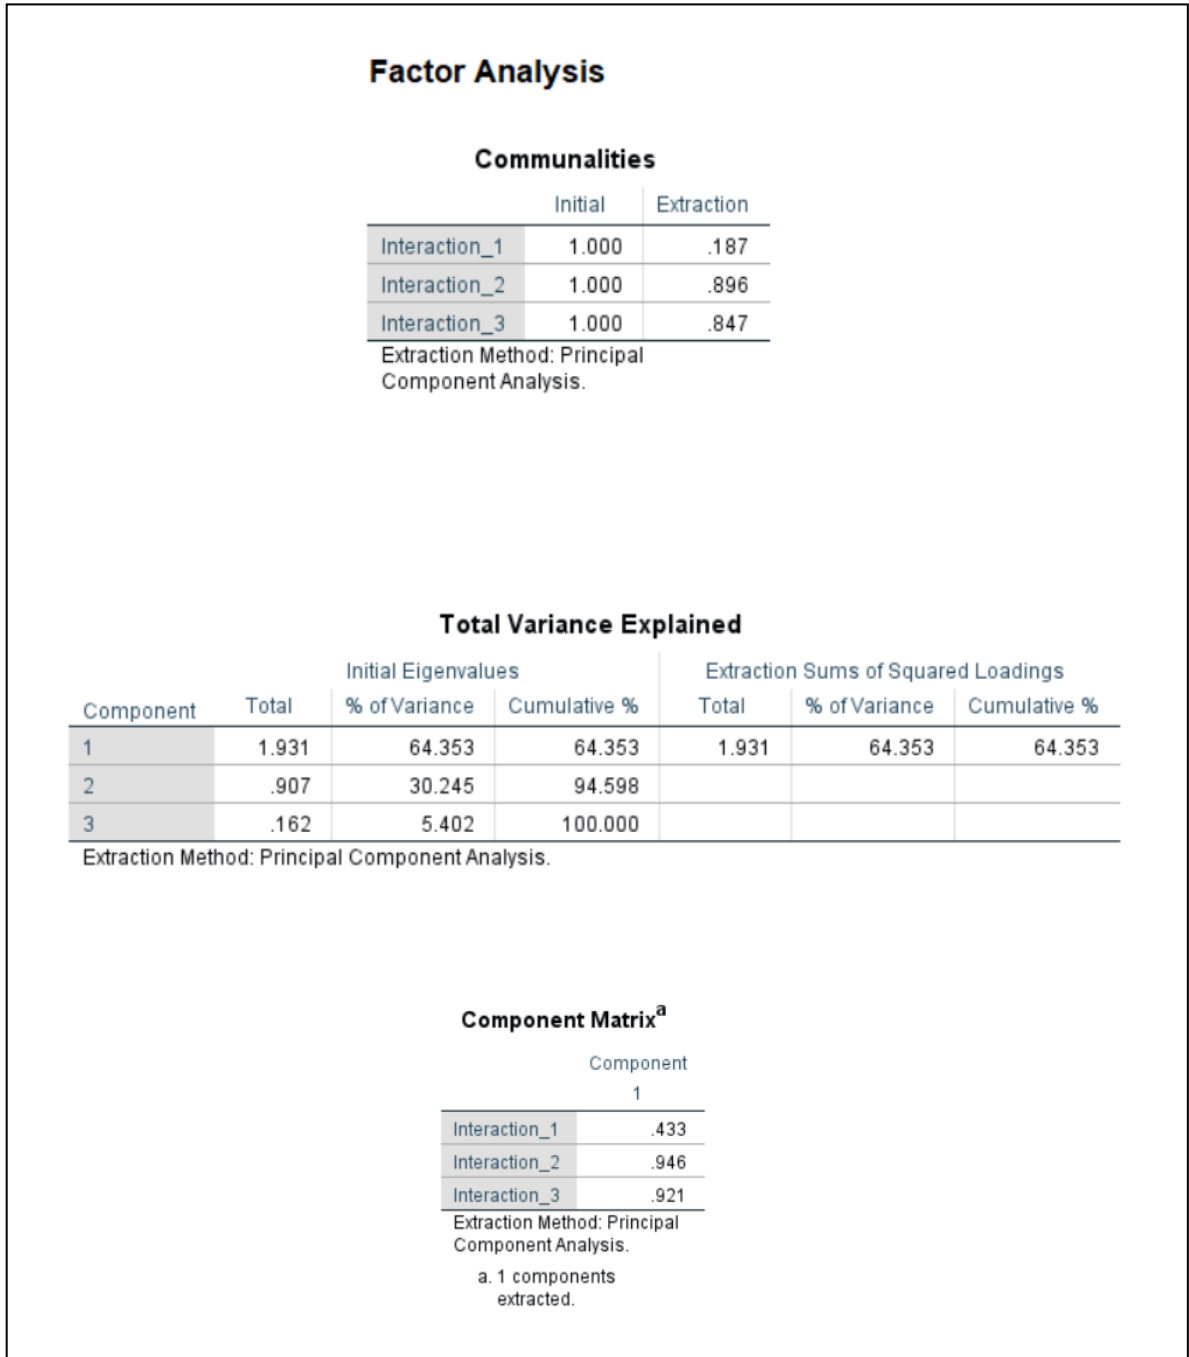 Factor Analysis
Communalities
Initial Extraction
Interaction_1 1.000 .187
Interaction_2 1.000 .896
Interaction_3 1.000 .847
Extraction Method: Principal
Component Analysis.
Total Variance Explained
Initial Eigenvalues Extraction Sums of Squared Loadings
Component Total % of Variance Cumulative % Total % of Variance Cumulative %
1 1.931 64.353 64.353 1.931 64.353 64.353
2 .907 30.245 94.598
3 .162 5.402 100.000
Extraction Method: Principal Component Analysis.
Component Matrixa
Component
1
Interaction_1 .433
Interaction_2 .946
Interaction_3 .921
Extraction Method: Principal
Component Analysis.
a. 1 components
extracted.